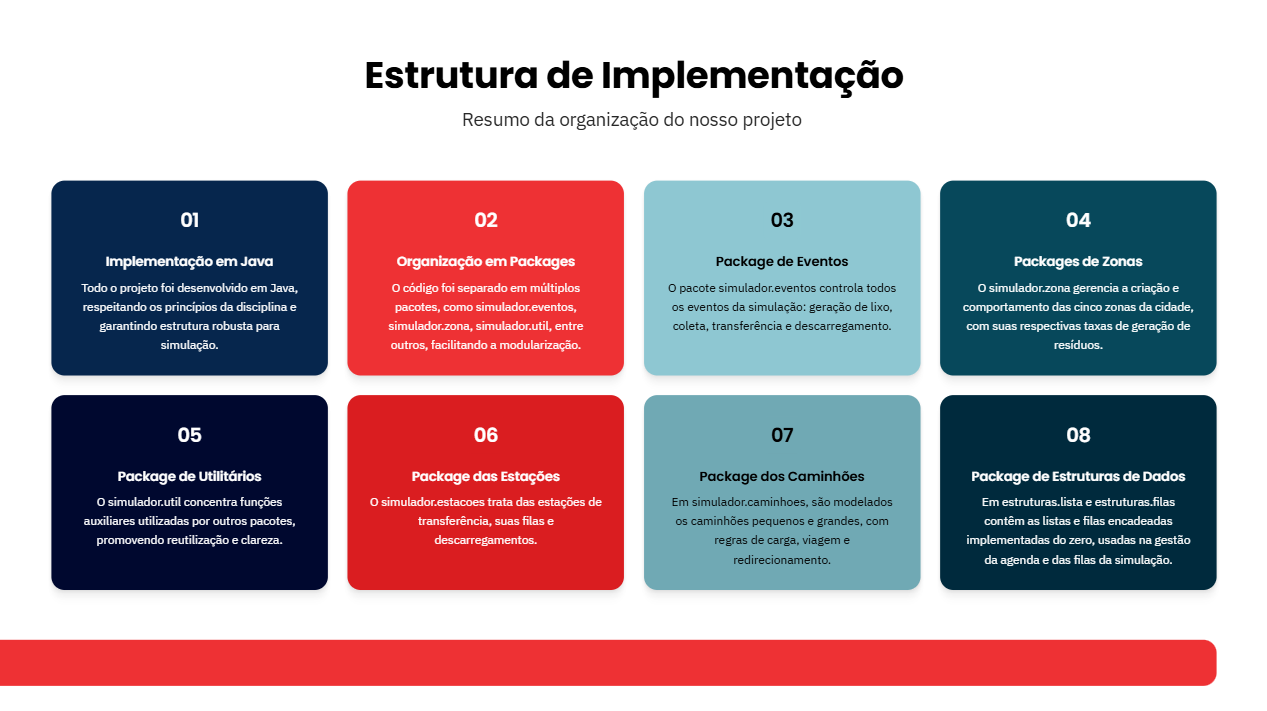 Estrutura de Implementação
Resumo da organização do nosso projeto
01
Implementação em Java
Todo o projeto foi desenvolvido em Java,
respeitando os princípios da disciplina e
garantindo estrutura robusta para
simulação.
02
Organização em Packages
O código foi separado em múltiplos
pacotes, como simulador.eventos,
simulador.zona, simulador.util, entre
outros, facilitando a modularização.
03
Package de Eventos
O pacote simulador.eventos controla todos
os eventos da simulação: geração de lixo,
coleta, transferência e descarregamento.
04
Packages de Zonas
O simulador.zona gerencia a criação e
comportamento das cinco zonas da cidade,
com suas respectivas taxas de geração de
resíduos.
05
Package de Utilitários
O simulador.util concentra funções
auxiliares utilizadas por outros pacotes,
promovendo reutilização e clareza.
06
Package das Estações
O simulador.estacoes trata das estações de
transferência, suas filas e
descarregamentos.
07
Package dos Caminhões
Em simulador.caminhoes, são modelados
os caminhões pequenos e grandes, com
regras de carga, viagem e
redirecionamento.
08
Package de Estruturas de Dados
Em estruturas.lista e estruturas.filas
contêm as listas e filas encadeadas
implementadas do zero, usadas na gestão
da agenda e das filas da simulação.